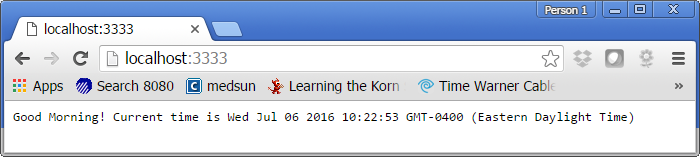 Person 1
localhost:3333
localhost:3333
Apps Search 8080 medsun Learning the Korn Time Warner Cable »
Good Morning! Current time is Wed Jul 06 2016 10:22:53 GMT-0400 (Eastern Daylight Time)